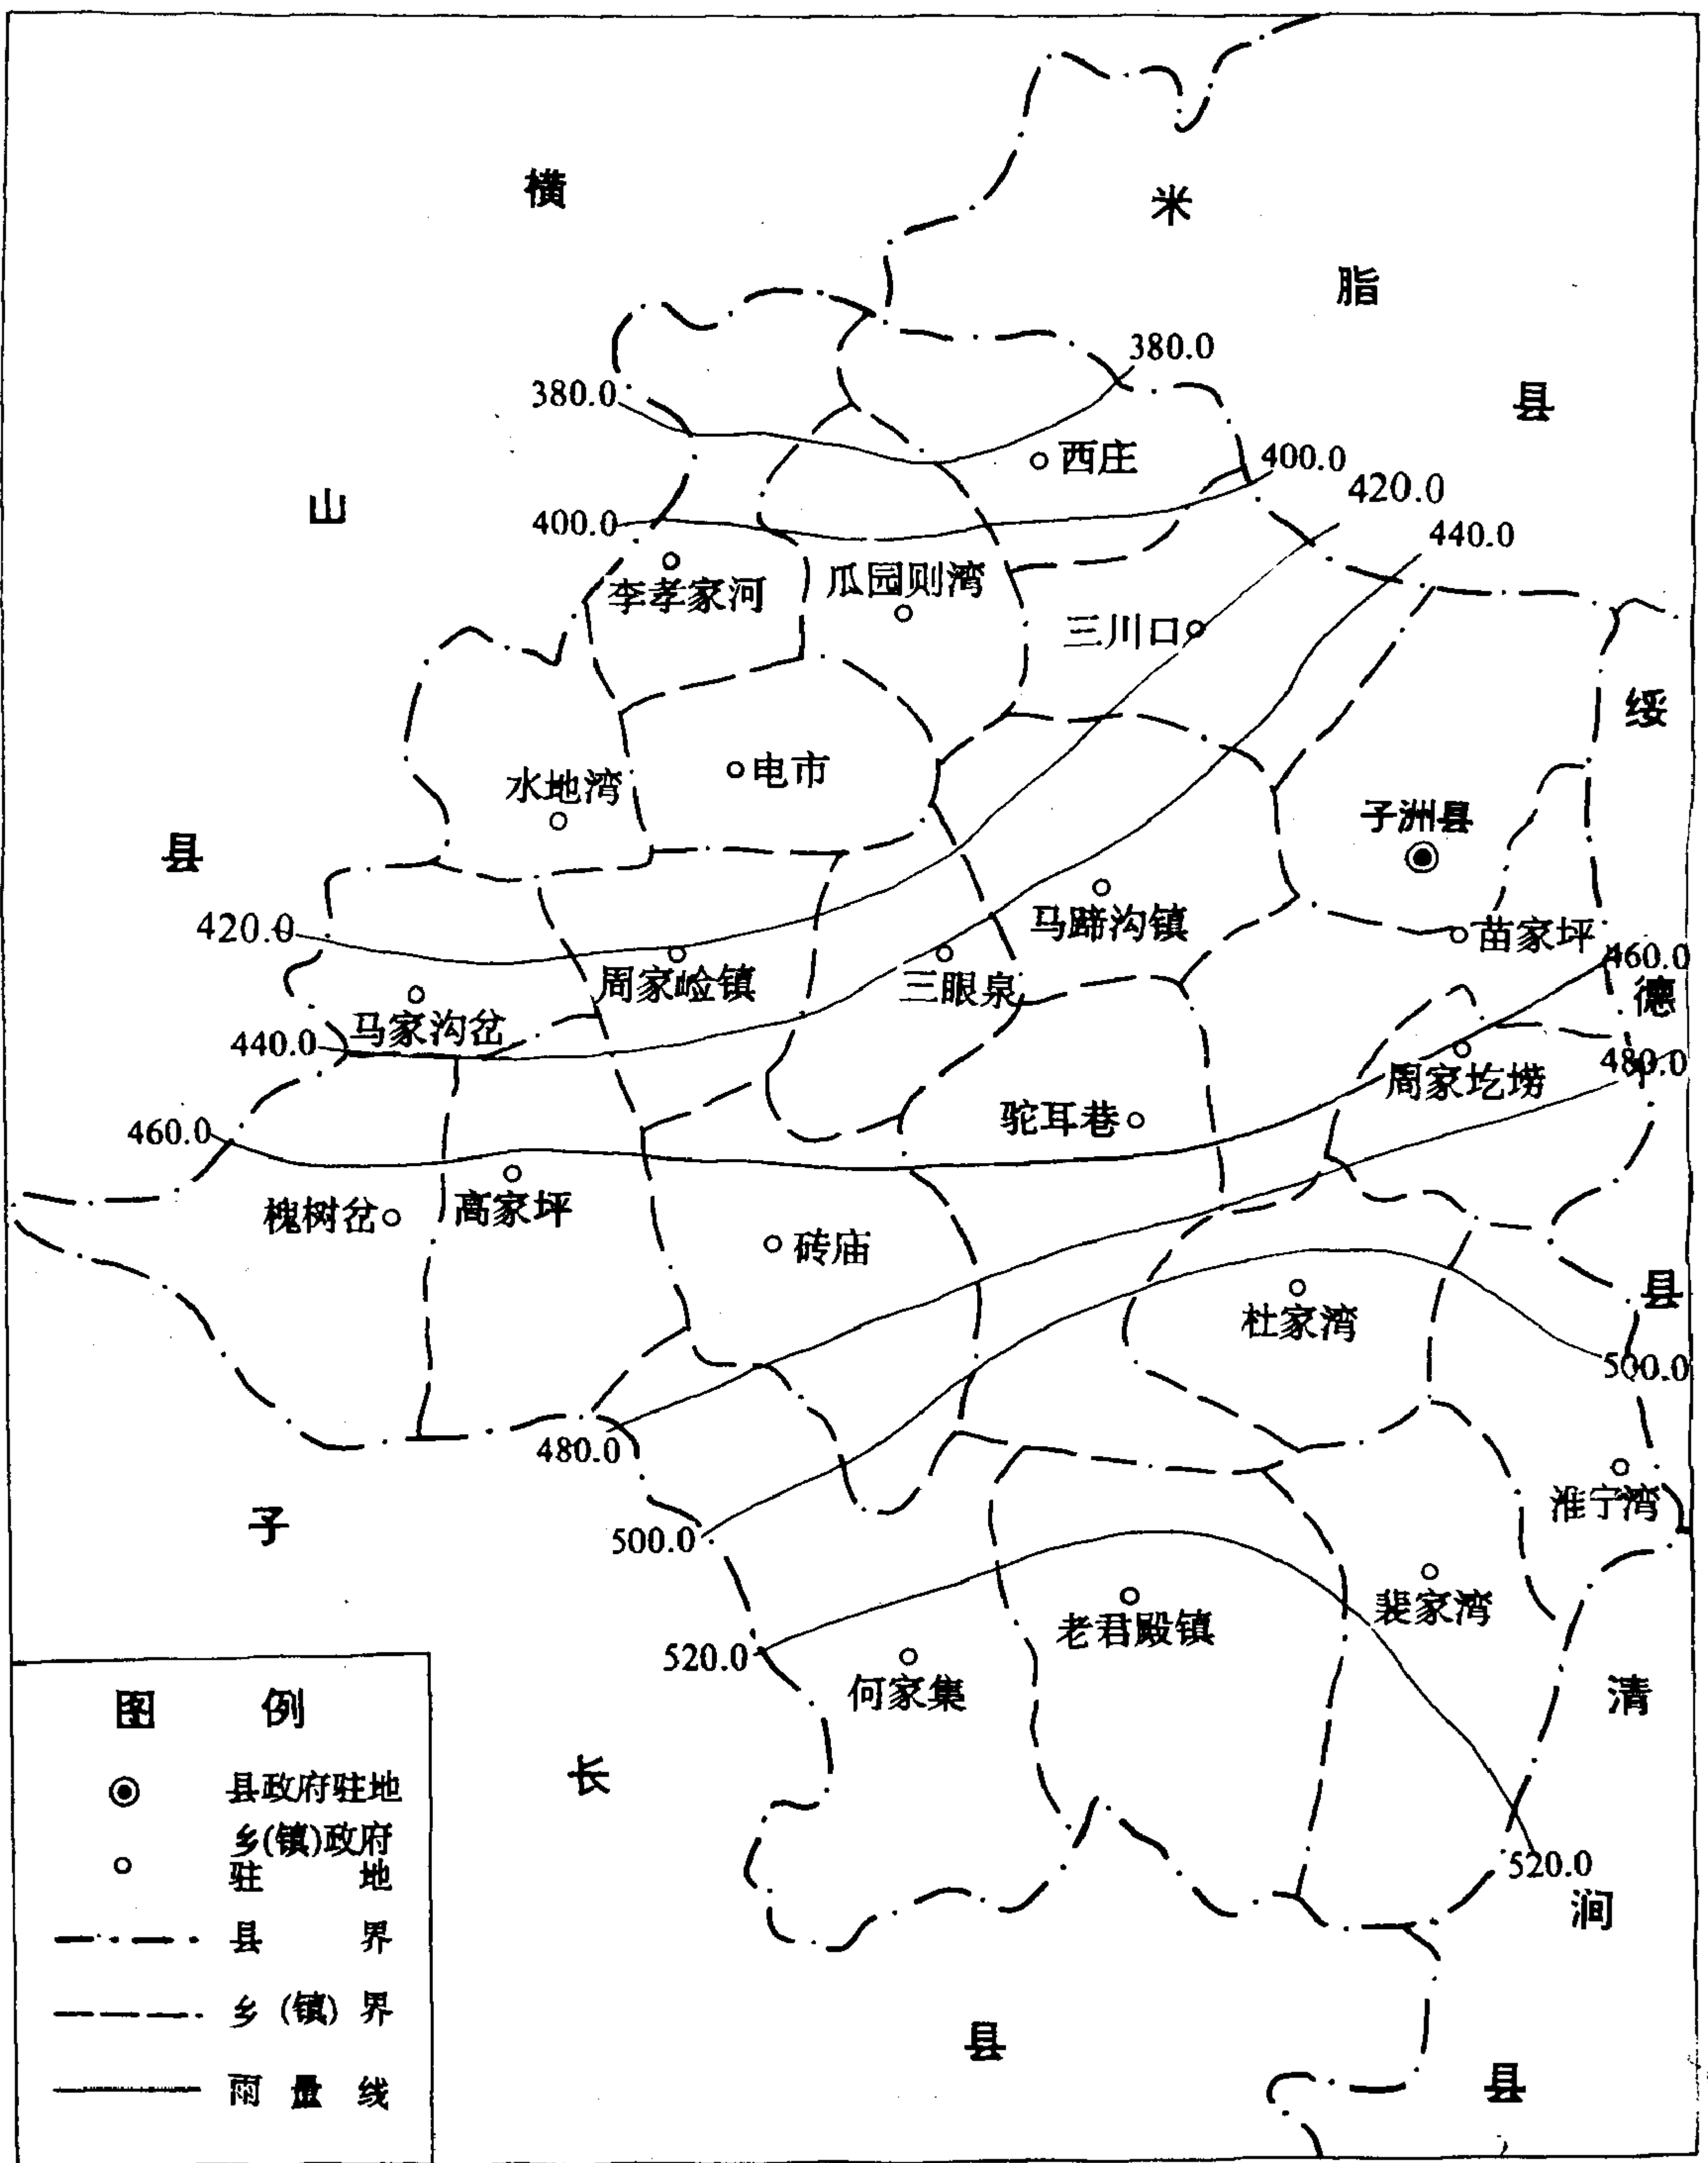 横
米
脂
县
380.0
380.0
西庄
400.0
420.0
山
400.0
440.0
李孝家河
瓜园则湾
三川口
绥
水地湾
电市
子洲县
县
420.0
马蹄沟镇
苗家坪
460.0
周家崄镇
三眼泉
德
马家沟岔
440.0
480.0
周家圪捞
驼耳巷
460.0
槐树岔
高家坪
砖庙
县
杜家湾
500.0
480.0
淮宁湾
子
500.0
裴家湾
老君殿镇
520.0
何家集
清
长
520.0
涧
县
县
图 例
县政府驻地
乡(镇)政府
驻 地
县 界
乡(镇)界
雨 量 线